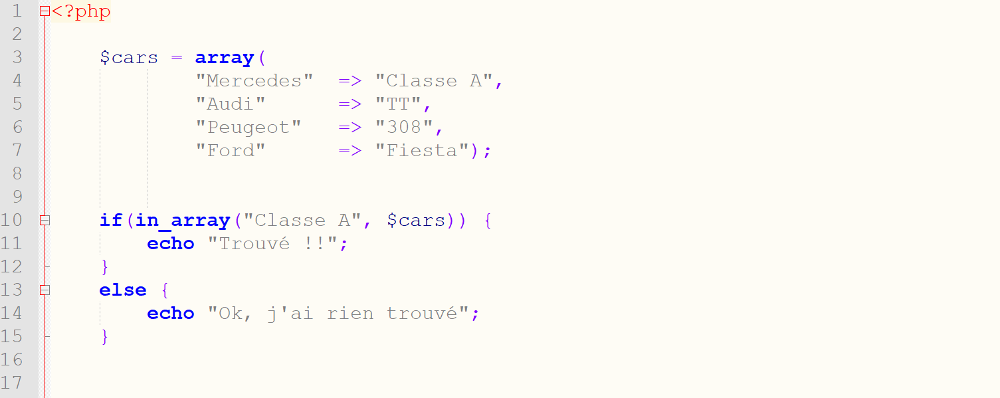 1 <?php
2
3 $cars = array(
4 "Mercedes" => "Classe A",
5 "Audi" => "TT",
6 "Peugeot" => "308",
7 "Ford" => "Fiesta");
8
9
10 if(in_array("Classe A", $cars)) {
11 echo "Trouvé !!";
12 }
13 else {
14 echo "Ok, j'ai rien trouvé";
15 }
16
17